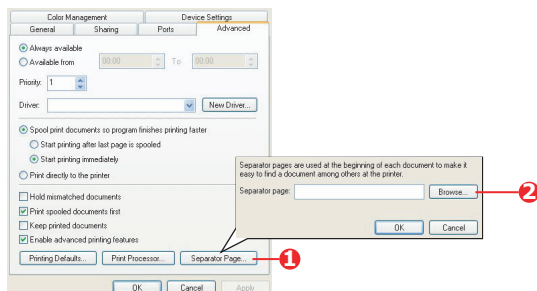 Color Management Device Settings
General Sharing Ports Advanced
Always available
Available from 00:00 To 00:00
Priority: 1
Driver: New Driver...
Spool print documents so program finishes printing faster
Start printing after last page is spooled
Start printing immediately
Print directly to the printer
Hold mismatched documents
Print spooled documents first
Keep printed documents
Enable advanced printing features
Printing Defaults... Print Processor... Separator Page...
OK Cancel Apply
1
Separator pages are used at the beginning of each document to make it
easy to find a document among others at the printer.
Separator page: Browse...
2
OK Cancel